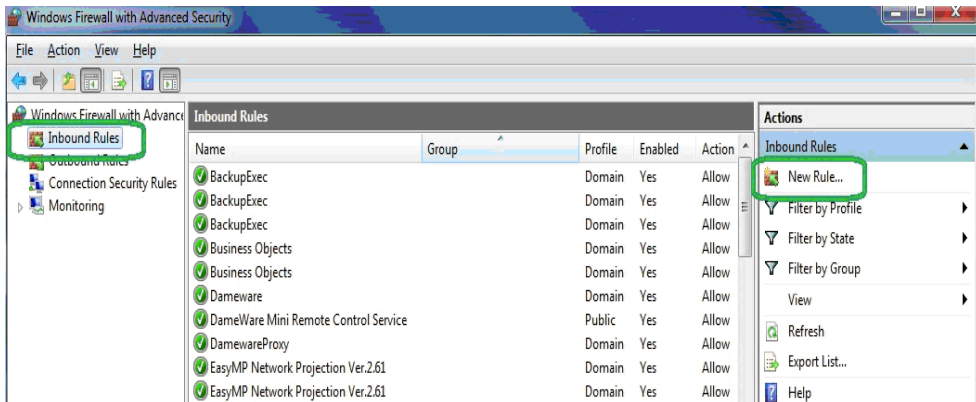 Windows Firewall with Advanced Security
File Action View Help
Windows Firewall with Advance
Inbound Rules
Outbound Rules
Connection Security Rules
Monitoring
Inbound Rules
Name Group Profile Enabled Action
BackupExec Domain Yes Allow
BackupExec Domain Yes Allow
BackupExec Domain Yes Allow
Business Objects Domain Yes Allow
Business Objects Domain Yes Allow
Dameware Domain Yes Allow
DameWare Mini Remote Control Service Public Yes Allow
DamewareProxy Domain Yes Allow
EasyMP Network Projection Ver.2.61 Domain Yes Allow
EasyMP Network Projection Ver.2.61 Domain Yes Allow
Actions
Inbound Rules
New Rule...
Filter by Profile
Filter by State
Filter by Group
View
Refresh
Export List...
Help